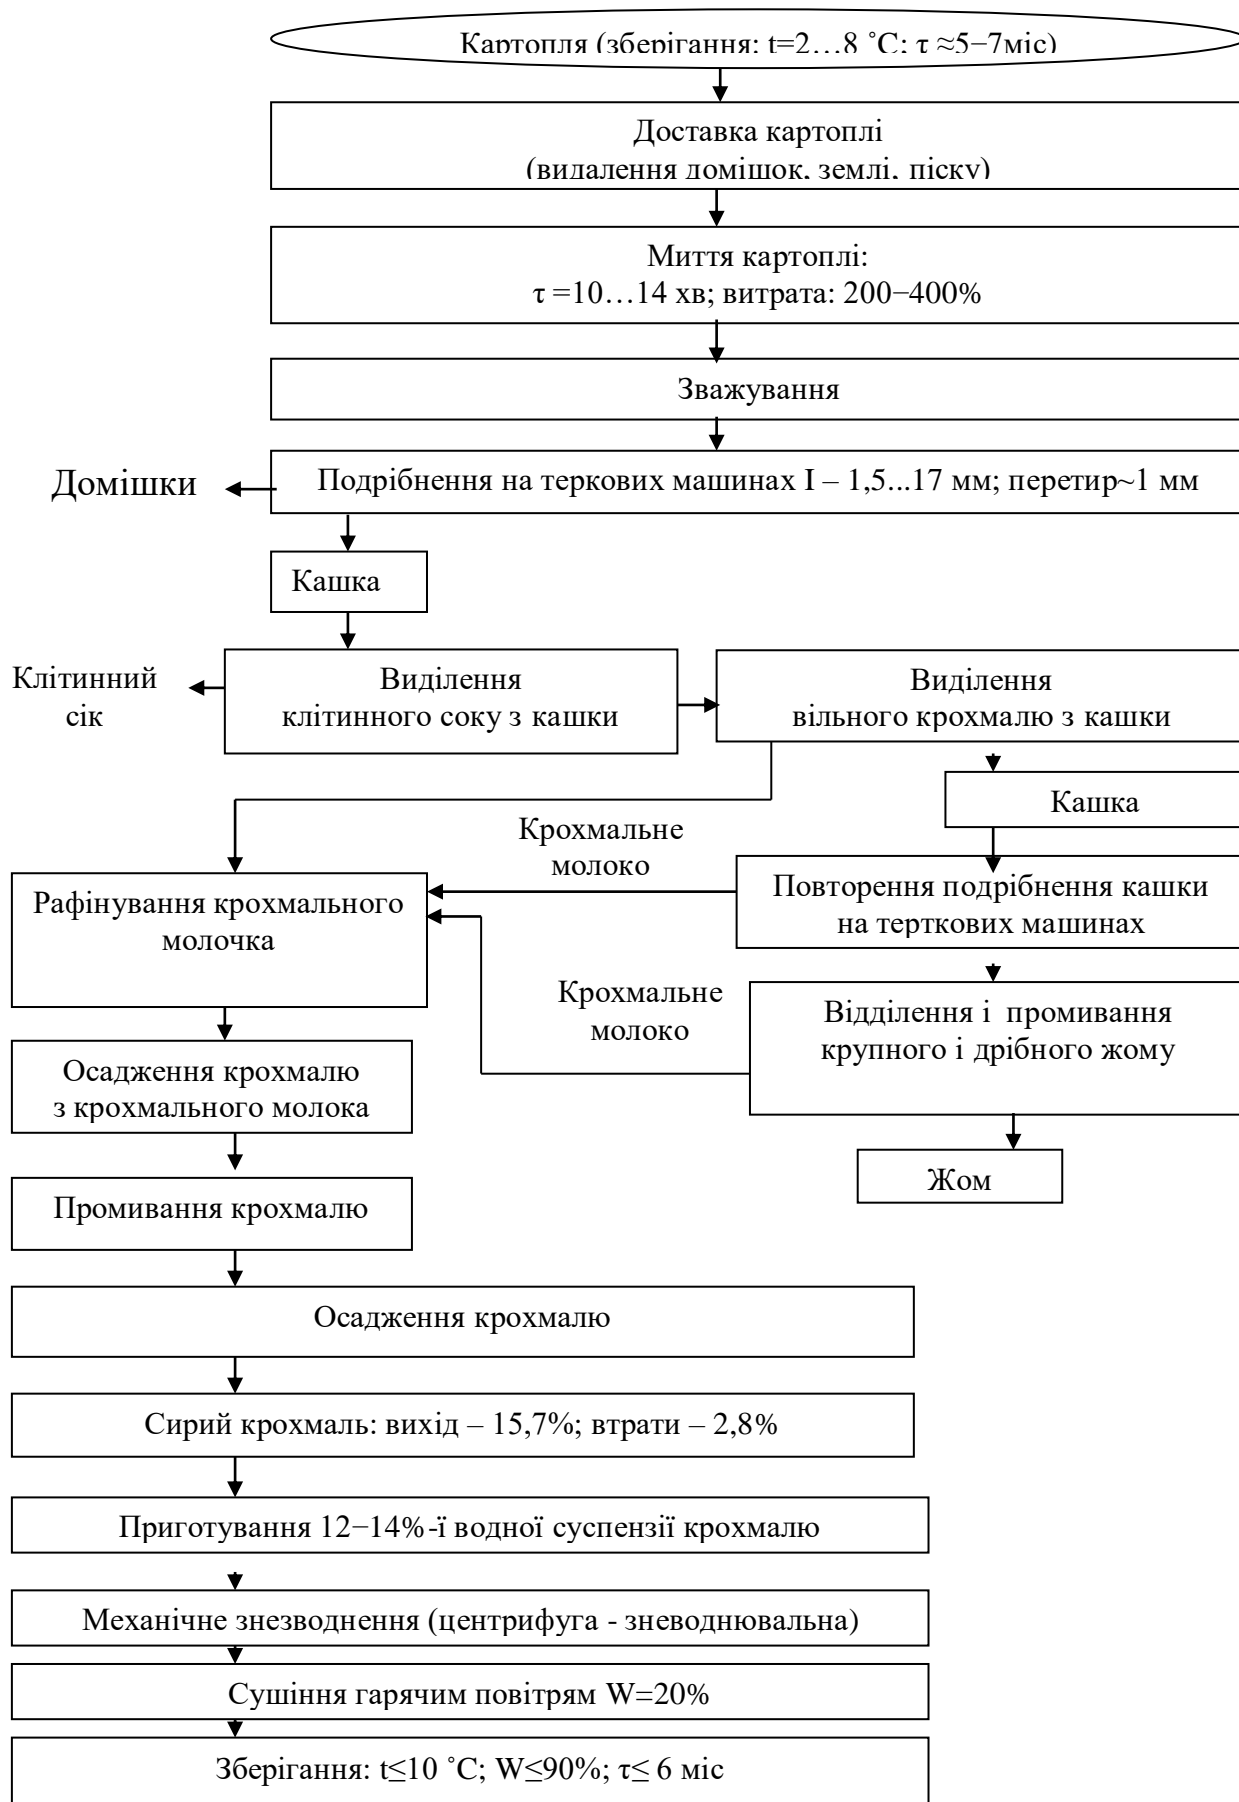 Картопля (зберігання: t=2…8 ˚С; τ ≈5−7міс)
Доставка картоплі
(видалення домішок, землі, піску)
Миття картоплі:
τ =10…14 хв; витрата: 200−400%
Зважування
Домішки
Подрібнення на теркових машинах І – 1,5...17 мм; перетир~1 мм
Кашка
Клітинний
сік
Виділення
клітинного соку з кашки
Виділення
вільного крохмалю з кашки
Кашка
Крохмальне
молоко
Повторення подрібнення кашки
на терткових машинах
Рафінування крохмального
молочка
Крохмальне
молоко
Відділення і  промивання
крупного і дрібного жому
Осадження крохмалю
з крохмального молока
Жом
Промивання крохмалю
Осадження крохмалю
Сирий крохмаль: вихід – 15,7%; втрати – 2,8%
Приготування 12−14%-ї водної суспензії крохмалю
Механічне знезводнення (центрифуга - зневоднювальна)
Сушіння гарячим повітрям W=20%
Зберігання: t≤10 ˚С; W≤90%; τ≤ 6 міс